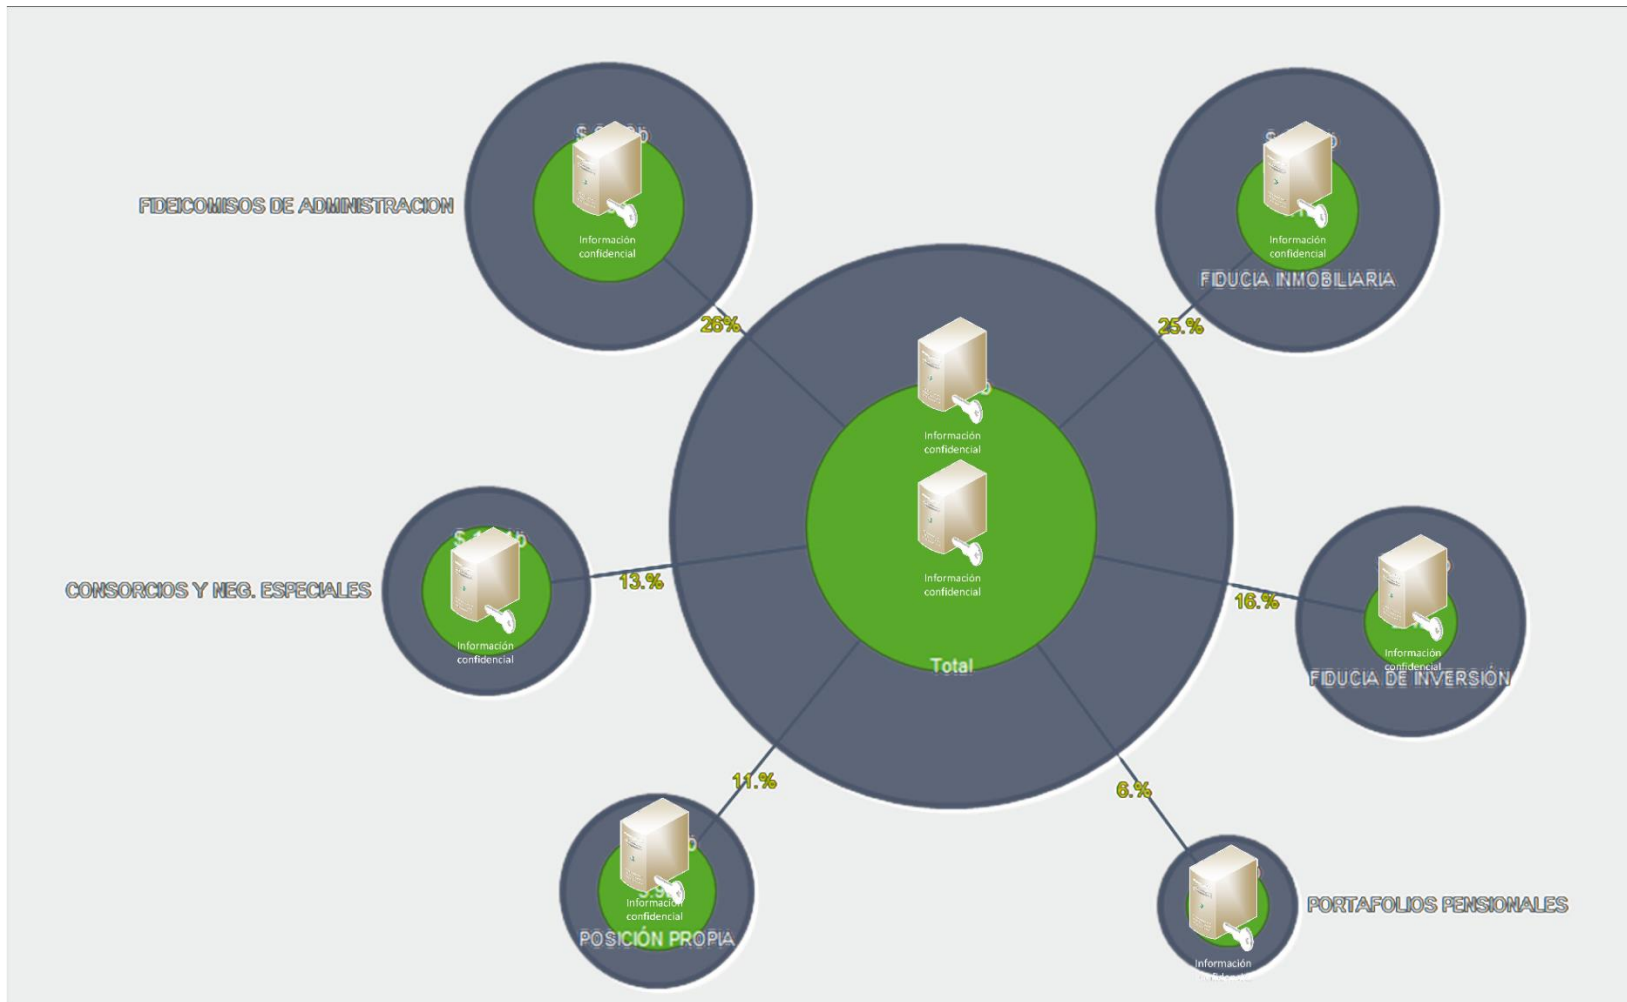 FIDEICOMISOS DE ADMINISTRACION
Información
confidencial
Información
confidencial
FIDUCIA INMOBILIARIA
26%
25.%
Información
confidencial
Información
confidencial
Total
CONSORCIOS Y NEG. ESPECIALES
Información
confidencial
13.%
16.%
Información
confidencial
FIDUCIA DE INVERSIÓN
11.%
6.%
Información
confidencial
POSICIÓN PROPIA
PORTAFOLIOS PENSIONALES
Información
confidencial